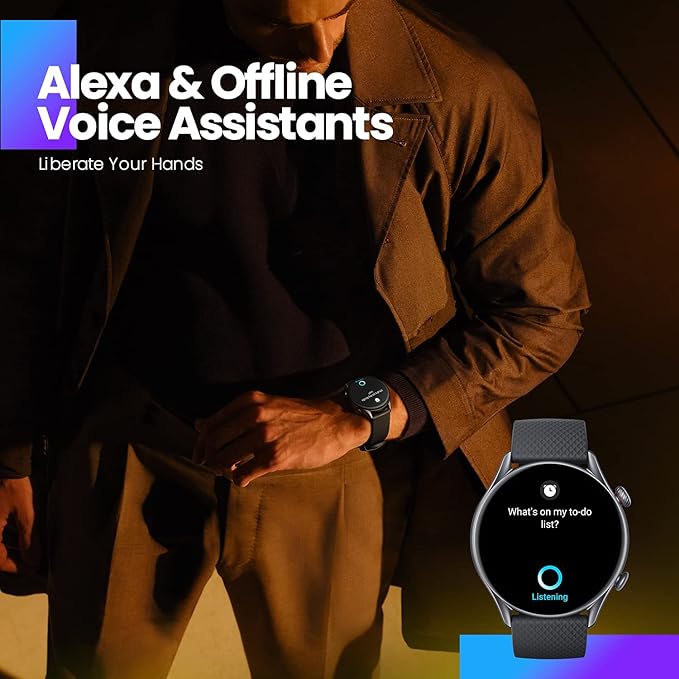 Alexa & Offline
Voice Assistants
Liberate Your Hands
What's on my to-do
list?
Listening